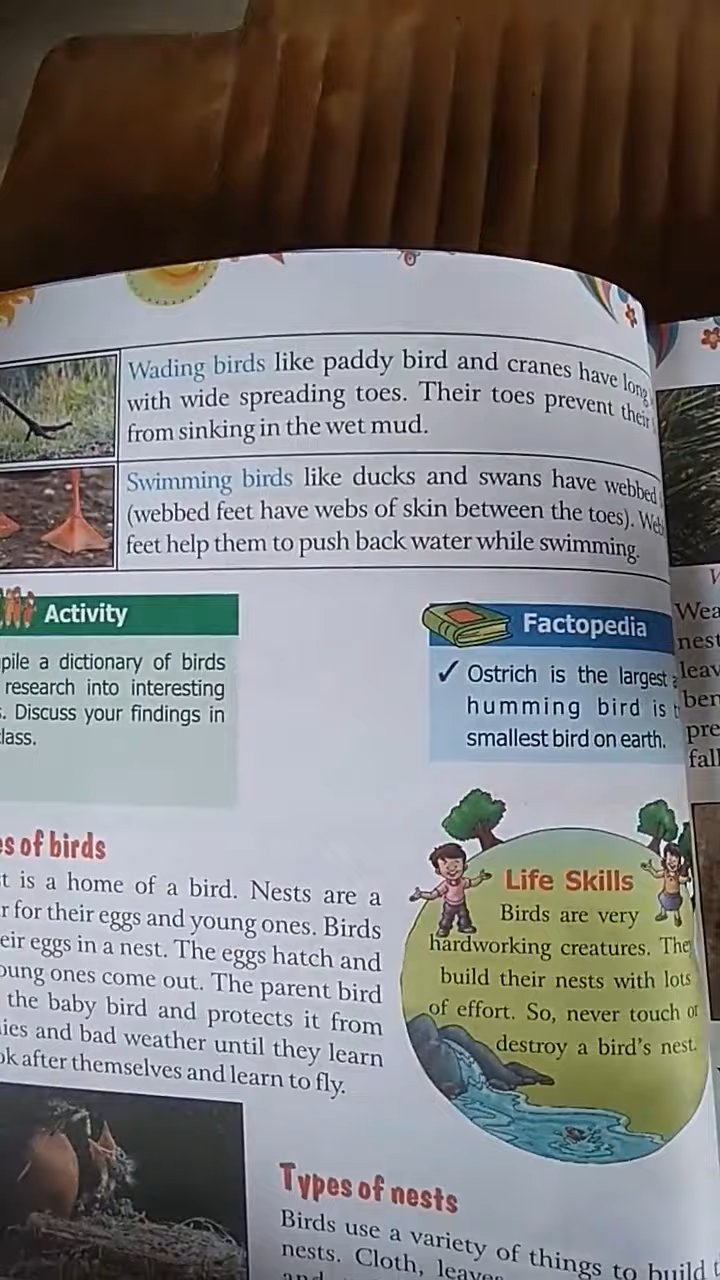 Wading birds like paddy bird and cranes have long
with wide spreading toes. Their toes prevent their
from sinking in the wet mud.
Swimming birds like ducks and swans have webbed
(webbed feet have webs of skin between the toes). Web
feet help them to push back water while swimming.
Activity
pile a dictionary of birds
research into interesting
. Discuss your findings in
lass.
Factopedia
✓ Ostrich is the largest
humming bird is t
smallest bird on earth.
es of birds
t is a home of a bird. Nests are a
r for their eggs and young ones. Birds
eir eggs in a nest. The eggs hatch and
oung ones come out. The parent bird
the baby bird and protects it from
ies and bad weather until they learn
ok after themselves and learn to fly.
Life Skills
Birds are very
hardworking creatures. They
build their nests with lots
of effort. So, never touch or
destroy a bird's nest.
Types of nests
Birds use a variety of things to build t
nests. Cloth, leaves
Wea
nest
leav
ben
pre
fall